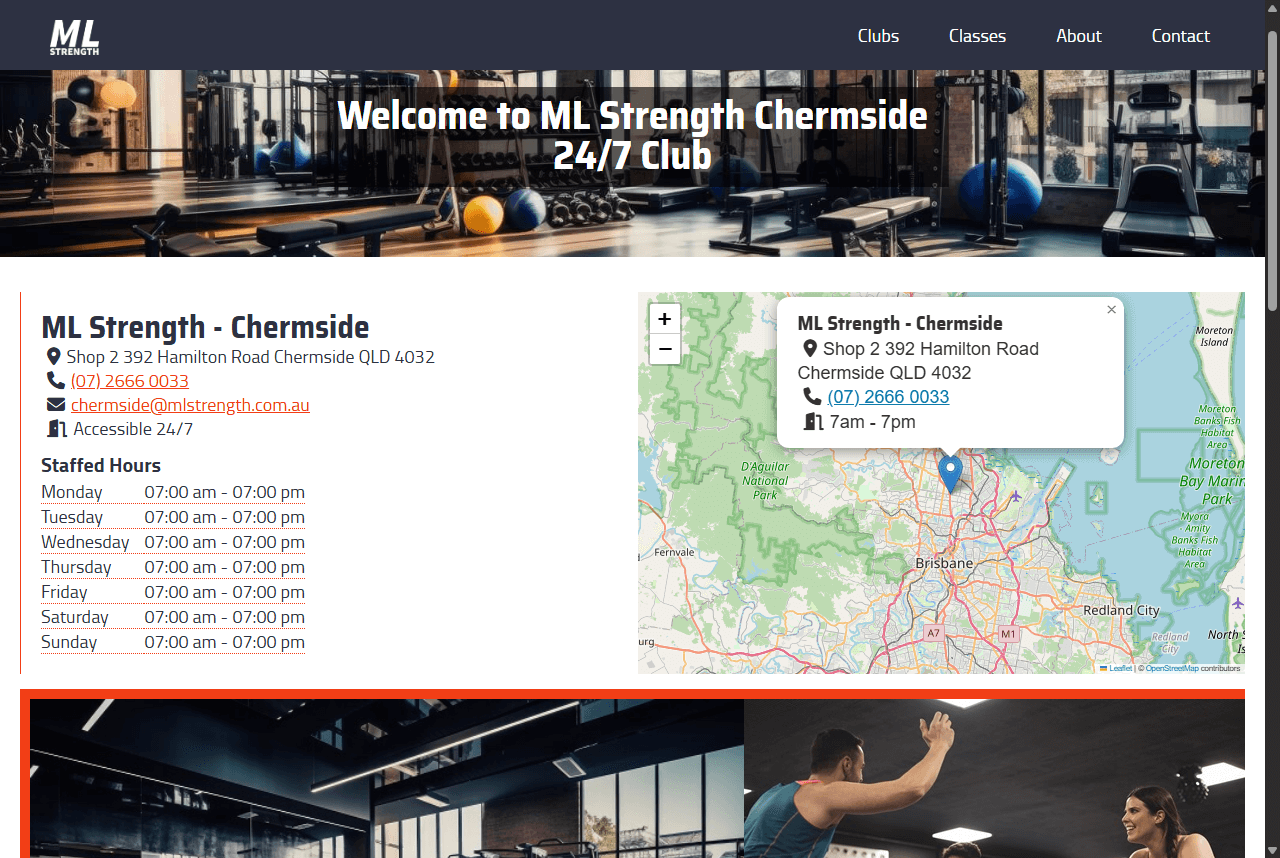 ML
STRENGTH
Clubs
Classes
About
Contact
Welcome to ML Strength Chermside
24/7 Club
ML Strength - Chermside
Shop 2 392 Hamilton Road Chermside QLD 4032
(07) 2666 0033
chermside@mlstrength.com.au
Accessible 24/7
Staffed Hours
Monday 07:00 am - 07:00 pm
Tuesday 07:00 am - 07:00 pm
Wednesday 07:00 am - 07:00 pm
Thursday 07:00 am - 07:00 pm
Friday 07:00 am - 07:00 pm
Saturday 07:00 am - 07:00 pm
Sunday 07:00 am - 07:00 pm
+
−
×
ML Strength - Chermside
Shop 2 392 Hamilton Road
Chermside QLD 4032
(07) 2666 0033
7am - 7pm
Moreton
Island
Moreton
Banks Fish
Habitat
Area
D'Aguilar
National
Park
Moreton
Bay Marin
Park
Myora
Amity
Banks Fish
Habitat
Area
Fernvale
Brisbane
Redland City
A7
M1
urg
Redland
City
North S
Is
Leaflet | © OpenStreetMap contributors